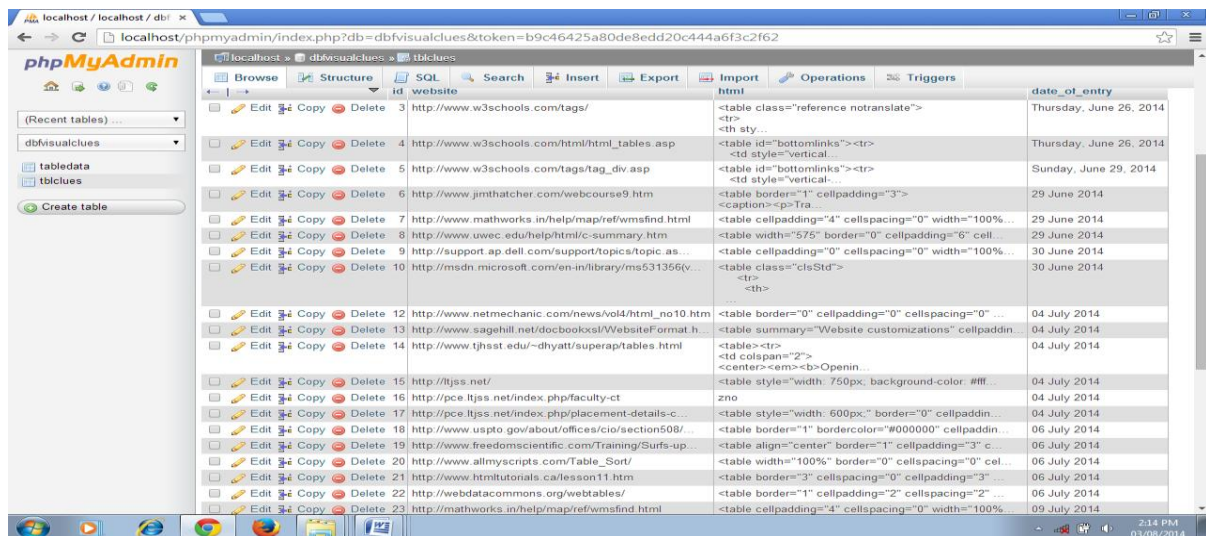 localhost / localhost / dbf
localhost/phpmyadmin/index.php?db=dbfvisualclues&token=b9c46425a80de8edd20c444a6f3c2f62
phpMyAdmin
(Recent tables) ...
dbfvisualclues
tabledata
tblclues
Create table
localhost » dbfvisualclues » tblclues
Browse Structure SQL Search Insert Export Import Operations Triggers
id website html date_of_entry
Edit Copy Delete 3 http://www.w3schools.com/tags/ <table class="reference notranslate"> Thursday, June 26, 2014
<tr>
<th sty...
Edit Copy Delete 4 http://www.w3schools.com/html/html_tables.asp <table id="bottomlinks"><tr> Thursday, June 26, 2014
<td style="vertical...
Edit Copy Delete 5 http://www.w3schools.com/tags/tag_div.asp <table id="bottomlinks"><tr> Sunday, June 29, 2014
<td style="vertical-...
Edit Copy Delete 6 http://www.jimthatcher.com/webcourse9.htm <table border="1" cellpadding="3"> 29 June 2014
<caption><p>Tra...
Edit Copy Delete 7 http://www.mathworks.in/help/map/ref/wmsfind.html <table cellpadding="4" cellspacing="0" width="100%... 29 June 2014
Edit Copy Delete 8 http://www.uwec.edu/help/html/c-summary.htm <table width="575" border="0" cellpadding="6" cell... 29 June 2014
Edit Copy Delete 9 http://support.ap.dell.com/support/topics/topic.as... <table cellpadding="0" cellspacing="0" width="100%... 30 June 2014
Edit Copy Delete 10 http://msdn.microsoft.com/en-in/library/ms531356(v... <table class="clsStd"> 30 June 2014
<tr>
<th>
...
Edit Copy Delete 12 http://www.netmechanic.com/news/vol4/html_no10.htm <table border="0" cellpadding="0" cellspacing="0" ... 04 July 2014
Edit Copy Delete 13 http://www.sagehill.net/docbookxsl/WebsiteFormat.h... <table summary="Website customizations" cellpaddin... 04 July 2014
Edit Copy Delete 14 http://www.tjhsst.edu/~dhyatt/superap/tables.html <table><tr> 04 July 2014
<td colspan="2">
<center><em><b>Openin...
Edit Copy Delete 15 http://ltjss.net/ <table style="width: 750px; background-color: #fff... 04 July 2014
Edit Copy Delete 16 http://pce.ltjss.net/index.php/faculty-ct zno 04 July 2014
Edit Copy Delete 17 http://pce.ltjss.net/index.php/placement-details-c... <table style="width: 600px;" border="0" cellpaddin... 04 July 2014
Edit Copy Delete 18 http://www.uspto.gov/about/offices/cio/section508/... <table border="1" bordercolor="#000000" cellpaddin... 06 July 2014
Edit Copy Delete 19 http://www.freedomscientific.com/Training/Surfs-up... <table align="center" border="1" cellpadding="3" c... 06 July 2014
Edit Copy Delete 20 http://www.allmyscripts.com/Table_Sort/ <table width="100%" border="0" cellspacing="0" cel... 06 July 2014
Edit Copy Delete 21 http://www.htmltutorials.ca/lesson11.htm <table border="3" cellspacing="0" cellpadding="3" ... 06 July 2014
Edit Copy Delete 22 http://webdatacommons.org/webtables/ <table border="1" cellpadding="2" cellspacing="2" ... 06 July 2014
Edit Copy Delete 23 http://mathworks.in/help/map/ref/wmsfind.html <table cellpadding="4" cellspacing="0" width="100%... 09 July 2014
2:14 PM
03/08/2014